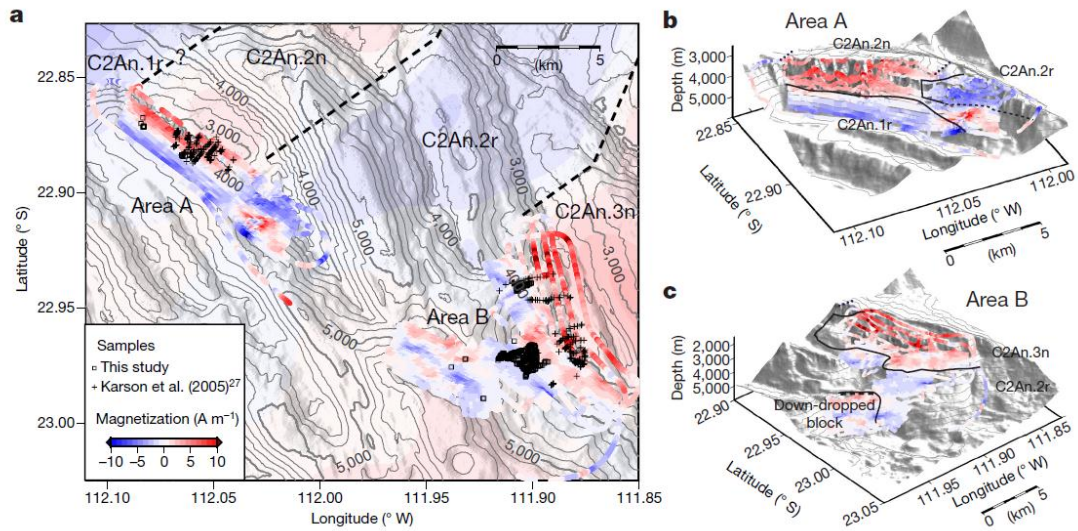 a
C2An.1r
?
C2An.2n
0 5
(km)
22.85
4,000
3,000
4000
4,000
C2An.2r
3,000
22.90
Area A
C2An.3n
5,000
4,000
3,000
Latitude (° S)
22.95
4000
5,000
Area B
Samples
This study
Karson et al. (2005)27
Magnetization (A m−1)
−10 −5 0 5 10
23.00
5,000
5,000
112.10 112.05 112.00 111.95 111.90 111.85
Longitude (° W)
b
Area A
C2An.2n
Depth (m)
3,000
4,000
5,000
C2An.2r
C2An.1r
22.85
Latitude (° S)
22.90
112.00
112.05
Longitude (° W)
112.10
0 5
(km)
c
Area B
Depth (m)
2,000
3,000
4,000
5,000
C2An.3n
C2An.2r
Down-dropped
block
22.90
22.95
Latitude (° S)
23.00
23.05
111.85
111.90
111.95
Longitude (° W)
0 5
(km)